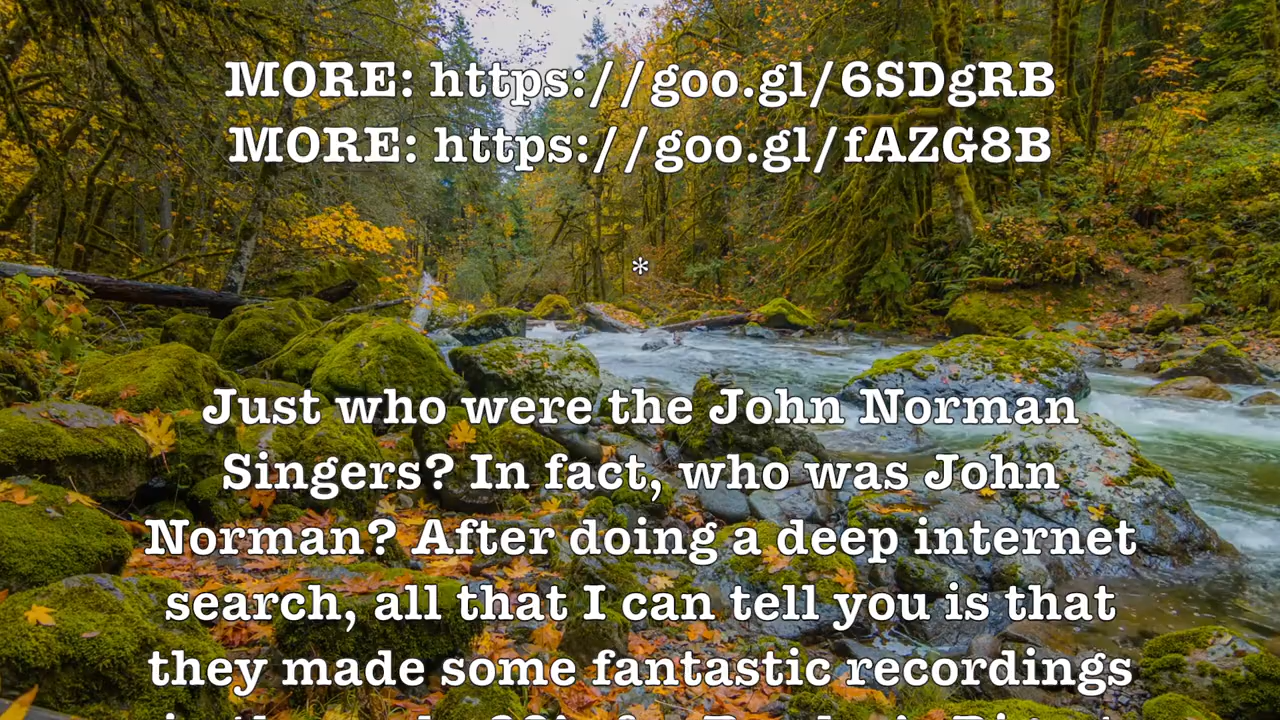 MORE: https://goo.gl/6SDgRB
MORE: https://goo.gl/fAZG8B
*
Just who were the John Norman
Singers? In fact, who was John
Norman? After doing a deep internet
search, all that I can tell you is that
they made some fantastic recordings